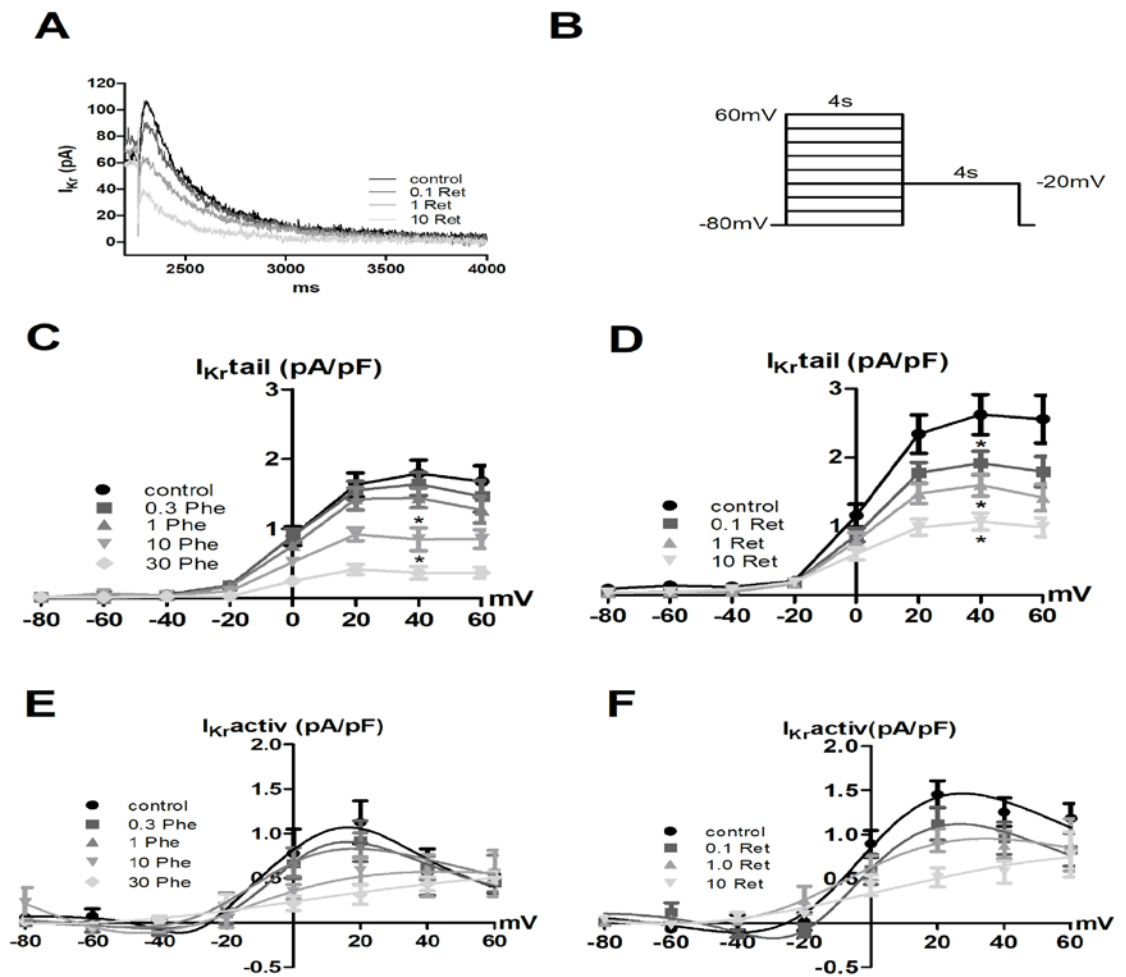 A
B
120
100
80
60
40
20
0
IKr (pA)
control
0.1 Ret
1 Ret
10 Ret
2500
3000
3500
4000
ms
4s
60mV
4s
-20mV
-80mV
C
IKrtail (pA/pF)
3
2
1
control
0.3 Phe
1 Phe
10 Phe
30 Phe
*
*
mV
-80 -60 -40 -20 0 20 40 60
D
IKrtail (pA/pF)
3
2
1
control
0.1 Ret
1 Ret
10 Ret
*
*
*
mV
-80 -60 -40 -20 0 20 40 60
E
IKractiv (pA/pF)
2.0
1.5
1.0
0.5
-0.5
control
0.3 Phe
1 Phe
10 Phe
30 Phe
mV
-80 -60 -40 -20 0 20 40 60
F
IKractiv(pA/pF)
2.0
1.5
1.0
0.5
-0.5
control
0.1 Ret
1.0 Ret
10 Ret
mV
-80 -60 -40 -20 0 20 40 60